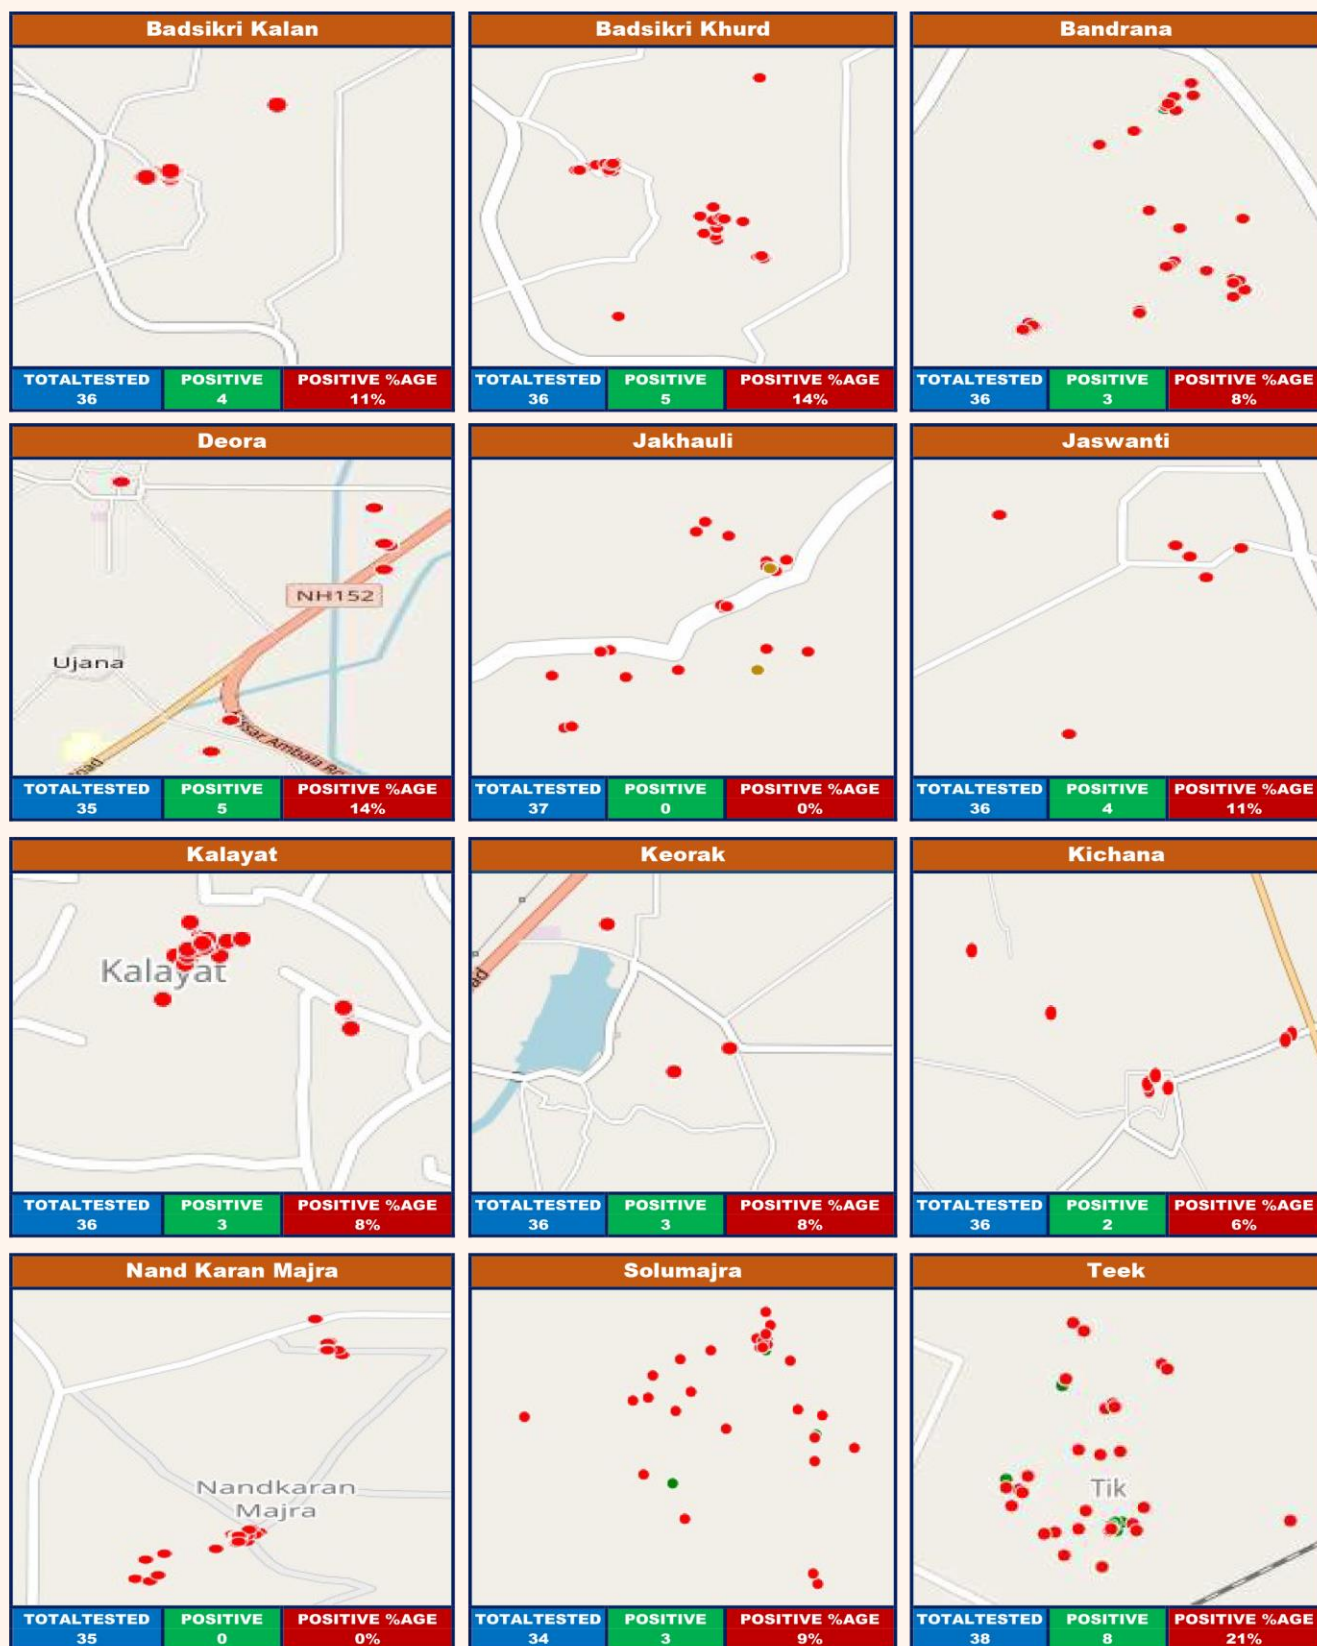 Badsikri Kalan
TOTALTESTED POSITIVE POSITIVE %AGE
36 4 11%
Badsikri Khurd
TOTALTESTED POSITIVE POSITIVE %AGE
36 5 14%
Bandrana
TOTALTESTED POSITIVE POSITIVE %AGE
36 3 8%
Deora
NH152
Ujana
ssar Ambala R
oad
TOTALTESTED POSITIVE POSITIVE %AGE
35 5 14%
Jakhauli
TOTALTESTED POSITIVE POSITIVE %AGE
37 0 0%
Jaswanti
TOTALTESTED POSITIVE POSITIVE %AGE
36 4 11%
Kalayat
Kalayat
TOTALTESTED POSITIVE POSITIVE %AGE
36 3 8%
Keorak
ad
TOTALTESTED POSITIVE POSITIVE %AGE
36 3 8%
Kichana
TOTALTESTED POSITIVE POSITIVE %AGE
36 2 6%
Nand Karan Majra
Nandkaran
Majra
TOTALTESTED POSITIVE POSITIVE %AGE
35 0 0%
Solumajra
TOTALTESTED POSITIVE POSITIVE %AGE
34 3 9%
Teek
Tik
TOTALTESTED POSITIVE POSITIVE %AGE
38 8 21%